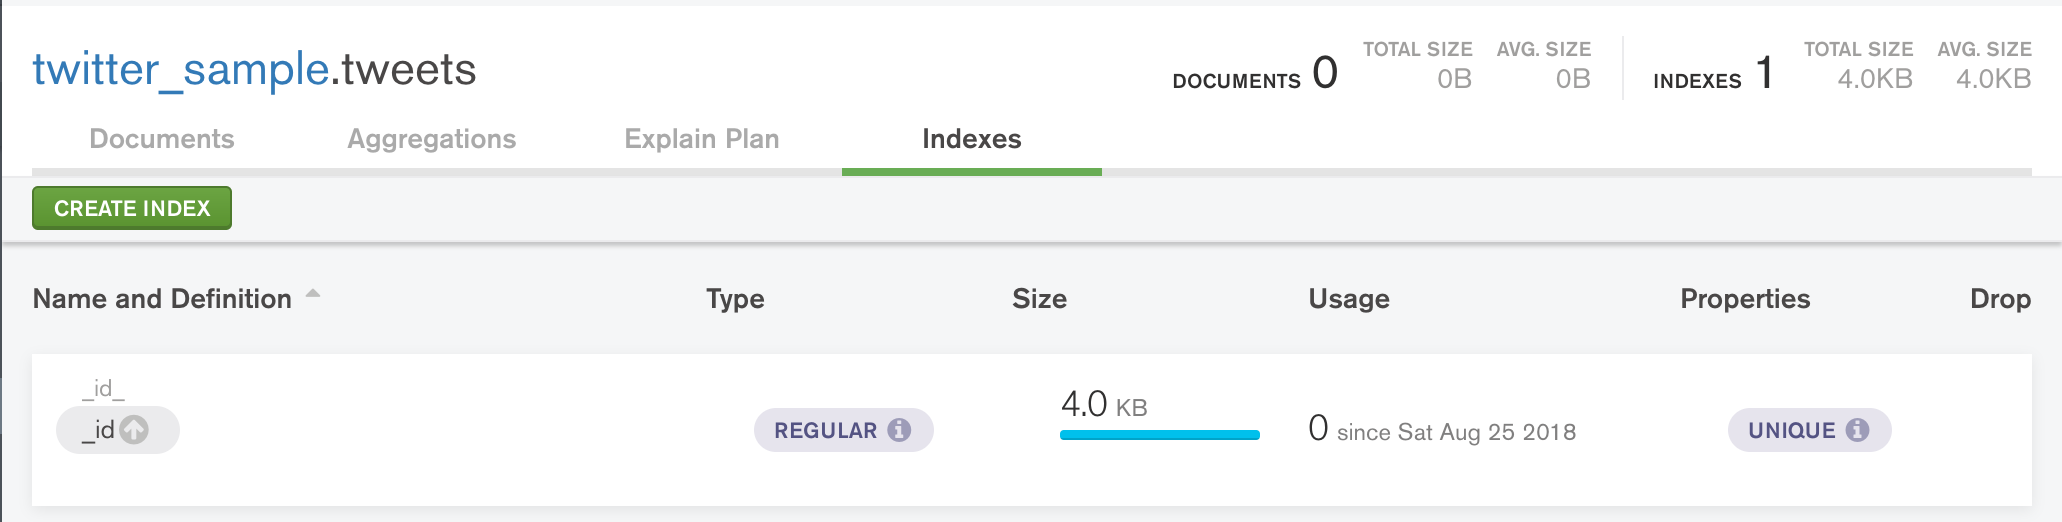 twitter_sample.tweets
DOCUMENTS 0 TOTAL SIZE 0B AVG. SIZE 0B INDEXES 1 TOTAL SIZE 4.0KB AVG. SIZE 4.0KB
Documents Aggregations Explain Plan Indexes
CREATE INDEX
Name and Definition Type Size Usage Properties Drop
_id_
_id REGULAR 4.0 KB 0 since Sat Aug 25 2018 UNIQUE